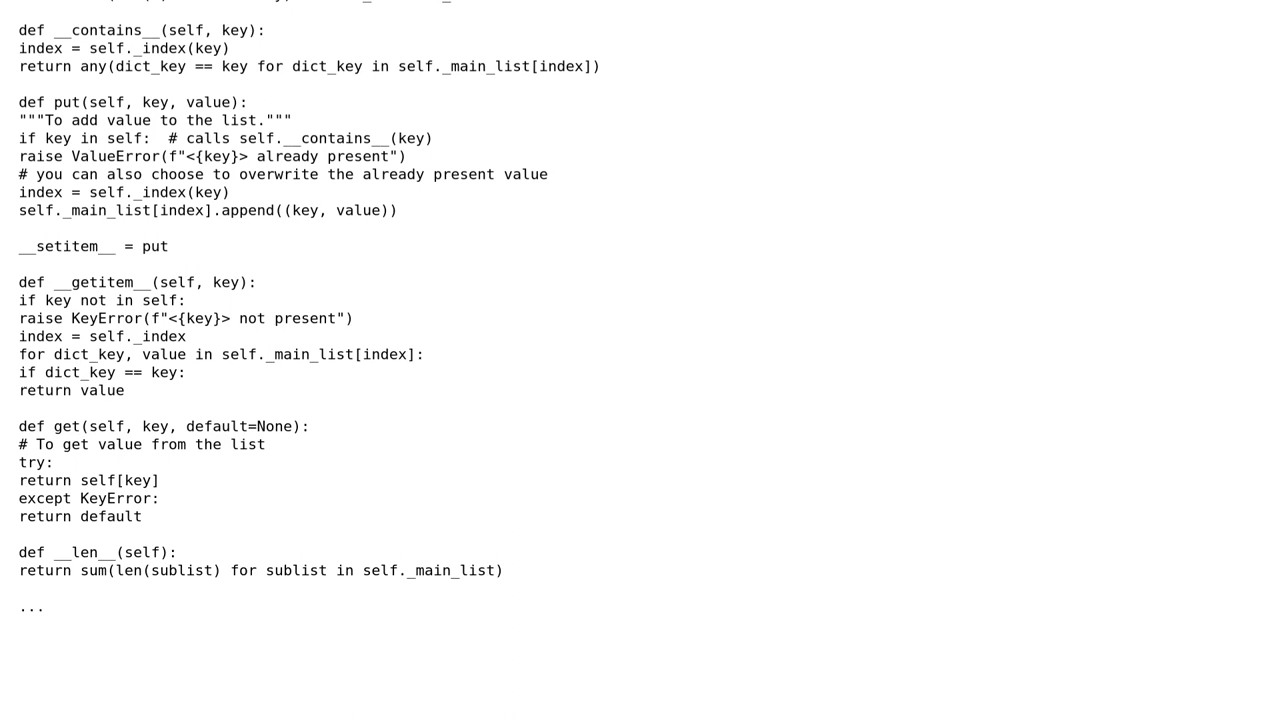 def __contains__(self, key):
index = self._index(key)
return any(dict_key == key for dict_key in self._main_list[index])
def put(self, key, value):
"""To add value to the list."""
if key in self:  # calls self.__contains__(key)
raise ValueError(f"<{key}> already present")
# you can also choose to overwrite the already present value
index = self._index(key)
self._main_list[index].append((key, value))
__setitem__ = put
def __getitem__(self, key):
if key not in self:
raise KeyError(f"<{key}> not present")
index = self._index
for dict_key, value in self._main_list[index]:
if dict_key == key:
return value
def get(self, key, default=None):
# To get value from the list
try:
return self[key]
except KeyError:
return default
def __len__(self):
return sum(len(sublist) for sublist in self._main_list)
...